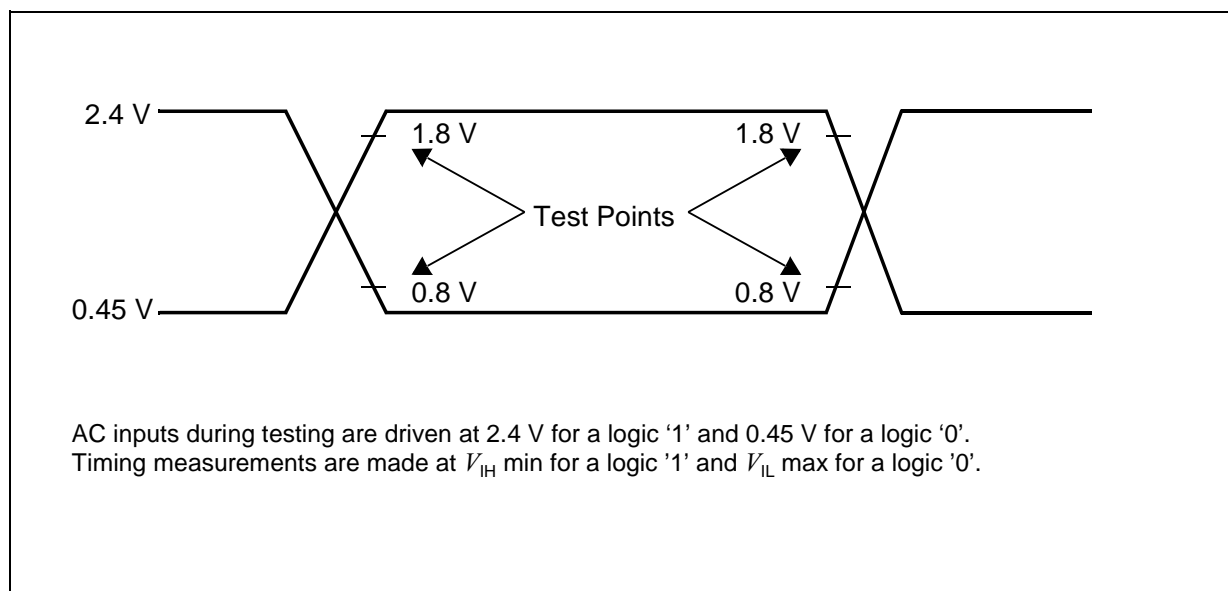 2.4 V
1.8 V 1.8 V
Test Points
0.8 V 0.8 V
0.45 V
AC inputs during testing are driven at 2.4 V for a logic ‘1’ and 0.45 V for a logic ‘0’.
Timing measurements are made at VIH min for a logic '1' and VIL max for a logic '0'.